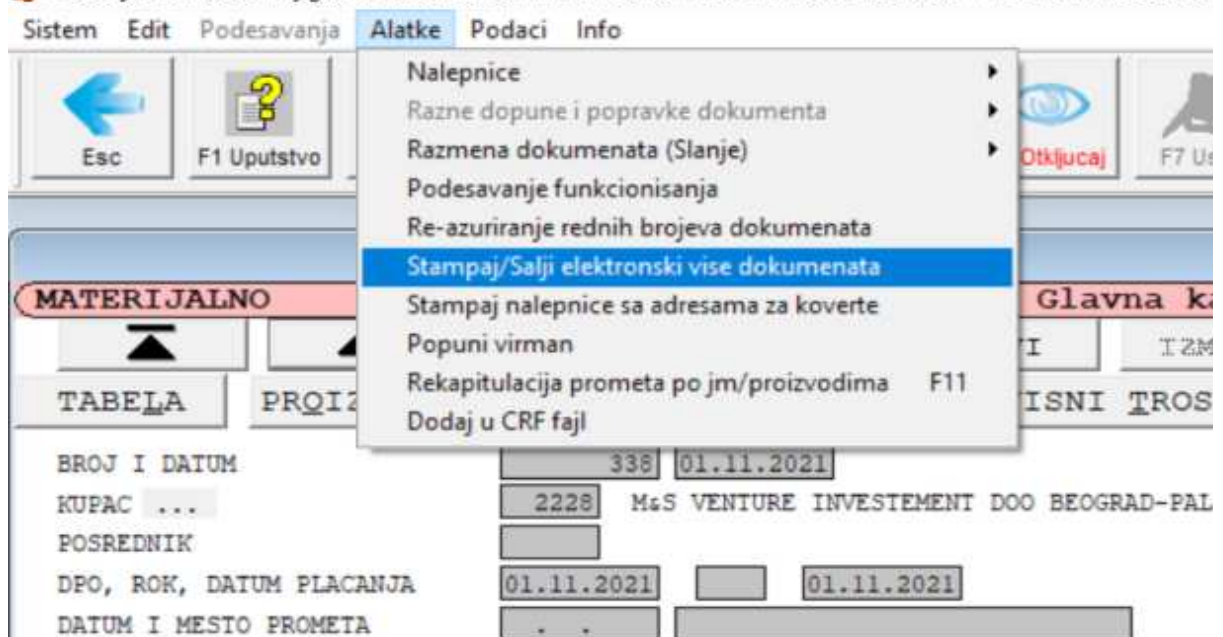 Sistem Edit Podesavanja Alatke Podaci Info
Nalepnice
Razne dopune i popravke dokumenta
Razmena dokumenata (Slanje)
Podesavanje funkcionisanja
Re-azuriranje rednih brojeva dokumenata
Stampaj/Salji elektronski vise dokumenata
Stampaj nalepnice sa adresama za koverte
Popuni virman
Rekapitulacija prometa po jm/proizvodima F11
Dodaj u CRF fajl
Esc F1 Uputstvo Otkljucaj F7
MATERIJALNO Glavna
TABELA
BROJ I DATUM 338 01.11.2021
KUPAC ... 2228 M&S VENTURE INVESTEMENT DOO BEOGRAD-PAL
POSREDNIK
DPO, ROK, DATUM PLACANJA 01.11.2021 01.11.2021
DATUM I MESTO PROMETA . .